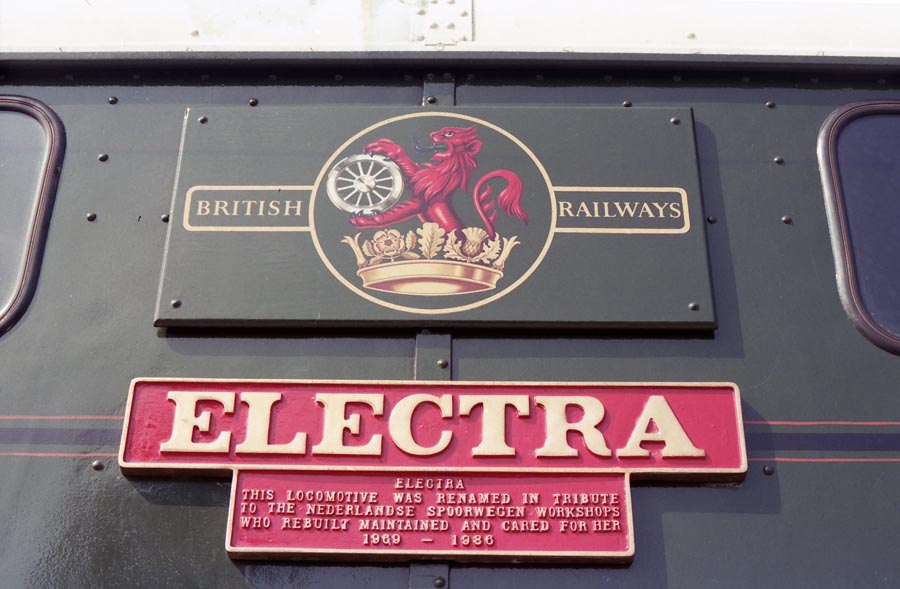 BRITISH RAILWAYS
ELECTRA
ELECTRA
THIS LOCOMOTIVE WAS RENAMED IN TRIBUTE
TO THE NEDERLANDSE SPOORWEGEN WORKSHOPS
WHO REBUILT MAINTAINED AND CARED FOR HER
1969 – 1986